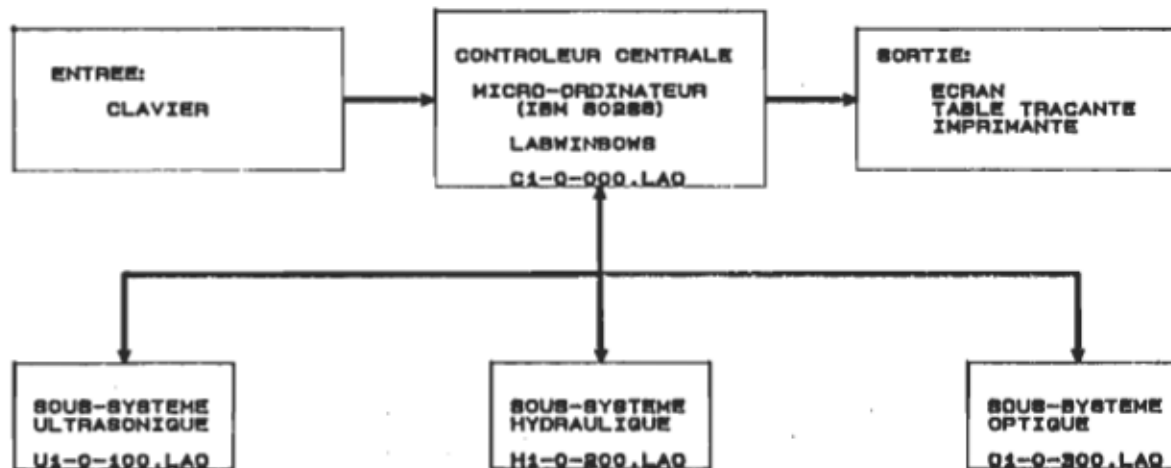 ENTREE:
CLAVIER
CONTROLEUR CENTRALE
MICRO-ORDINATEUR
(IBM 80286)
LABWINBOWS
C1-0-000.LAO
SORTIE:
ECRAN
TABLE TRACANTE
IMPRIMANTE
SOUS-SYSTEME
ULTRASONIQUE
U1-0-100.LAO
SOUS-SYSTEME
HYDRAULIQUE
H1-0-200.LAO
SOUS-SYSTEME
OPTIQUE
O1-0-300.LAO